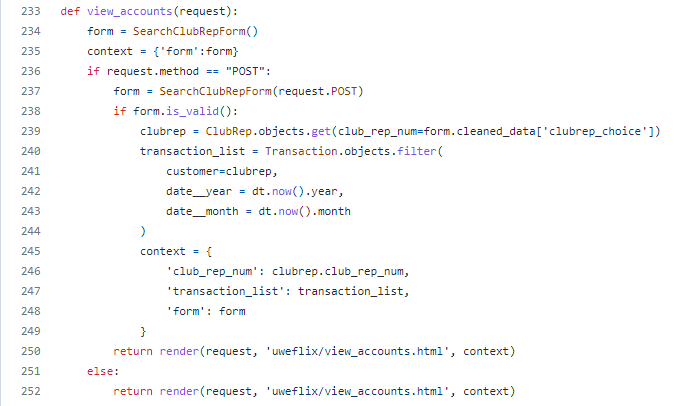 233 def view_accounts(request):
234     form = SearchClubRepForm()
235     context = {'form':form}
236     if request.method == "POST":
237         form = SearchClubRepForm(request.POST)
238         if form.is_valid():
239             clubrep = ClubRep.objects.get(club_rep_num=form.cleaned_data['clubrep_choice'])
240             transaction_list = Transaction.objects.filter(
241                 customer=clubrep,
242                 date__year = dt.now().year,
243                 date__month = dt.now().month
244             )
245             context = {
246                 'club_rep_num': clubrep.club_rep_num,
247                 'transaction_list': transaction_list,
248                 'form': form
249             }
250         return render(request, 'uweflix/view_accounts.html', context)
251     else:
252         return render(request, 'uweflix/view_accounts.html', context)